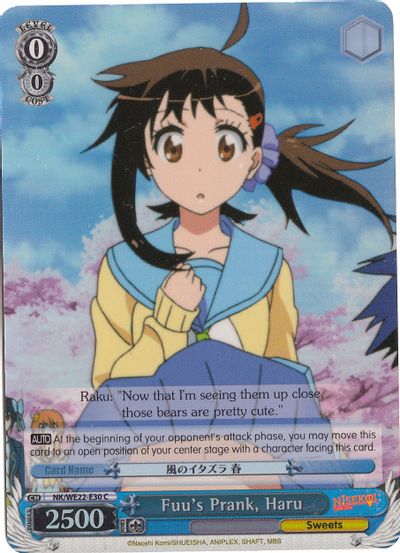 LEVEL
0
0
COST
Raku: "Now that I'm seeing them up close,
those bears are pretty cute."
AUTO At the beginning of your opponent's attack phase, you may move this
card to an open position of your center stage with a character facing this card.
Card Name
風のイタズラ 春
CH NK/WE22-E30 C
Fuu's Prank, Haru
NISEKOI
POWER
2500
Sweets
©Naoshi Komi/SHUEISHA, ANIPLEX, SHAFT, MBS